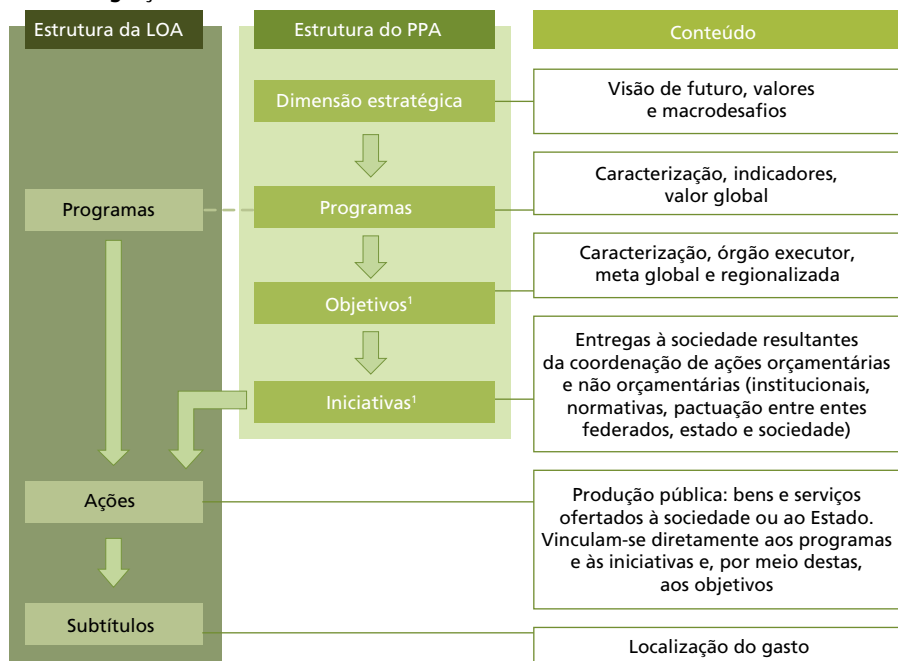 Estrutura da LOA
Estrutura do PPA
Conteúdo
Dimensão estratégica
Visão de futuro, valores
e macrodesafios
Programas
Programas
Caracterização, indicadores,
valor global
Objetivos¹
Caracterização, órgão executor,
meta global e regionalizada
Iniciativas¹
Entregas à sociedade resultantes
da coordenação de ações orçamentárias
e não orçamentárias (institucionais,
normativas, pactuação entre entes
federados, estado e sociedade)
Ações
Produção pública: bens e serviços
ofertados à sociedade ou ao Estado.
Vinculam-se diretamente aos programas
e às iniciativas e, por meio destas,
aos objetivos
Subtítulos
Localização do gasto